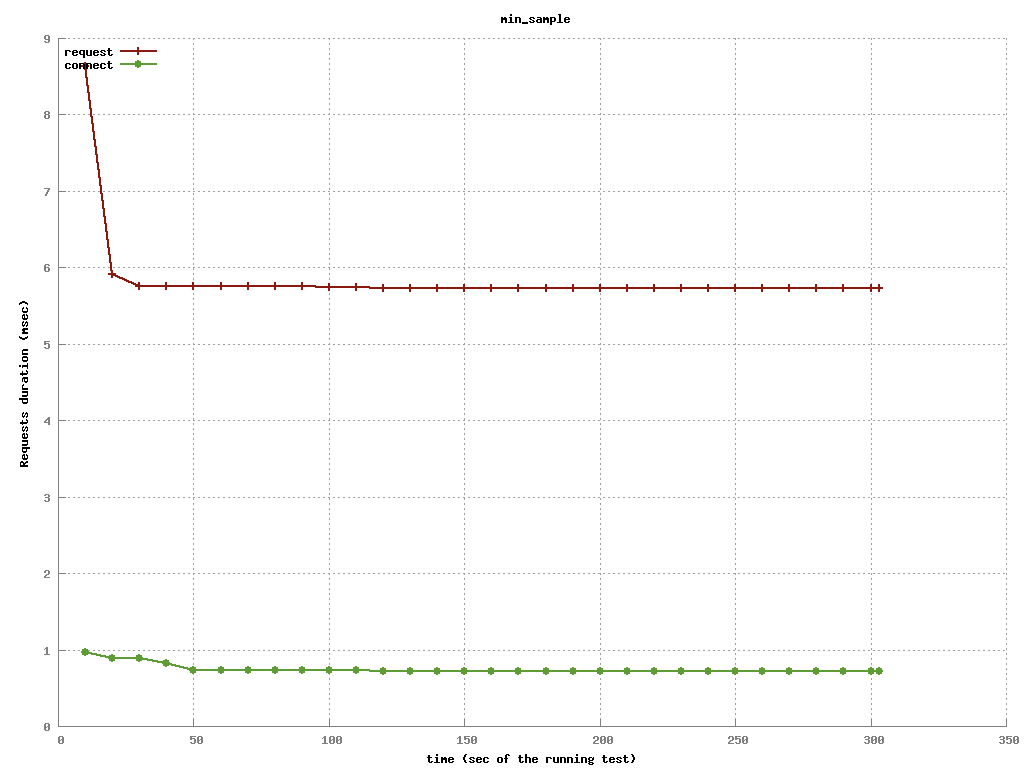 min_sample
9
request
connect
8
7
6
5
4
3
2
1
0
Requests duration (msec)
0 50 100 150 200 250 300 350
time (sec of the running test)